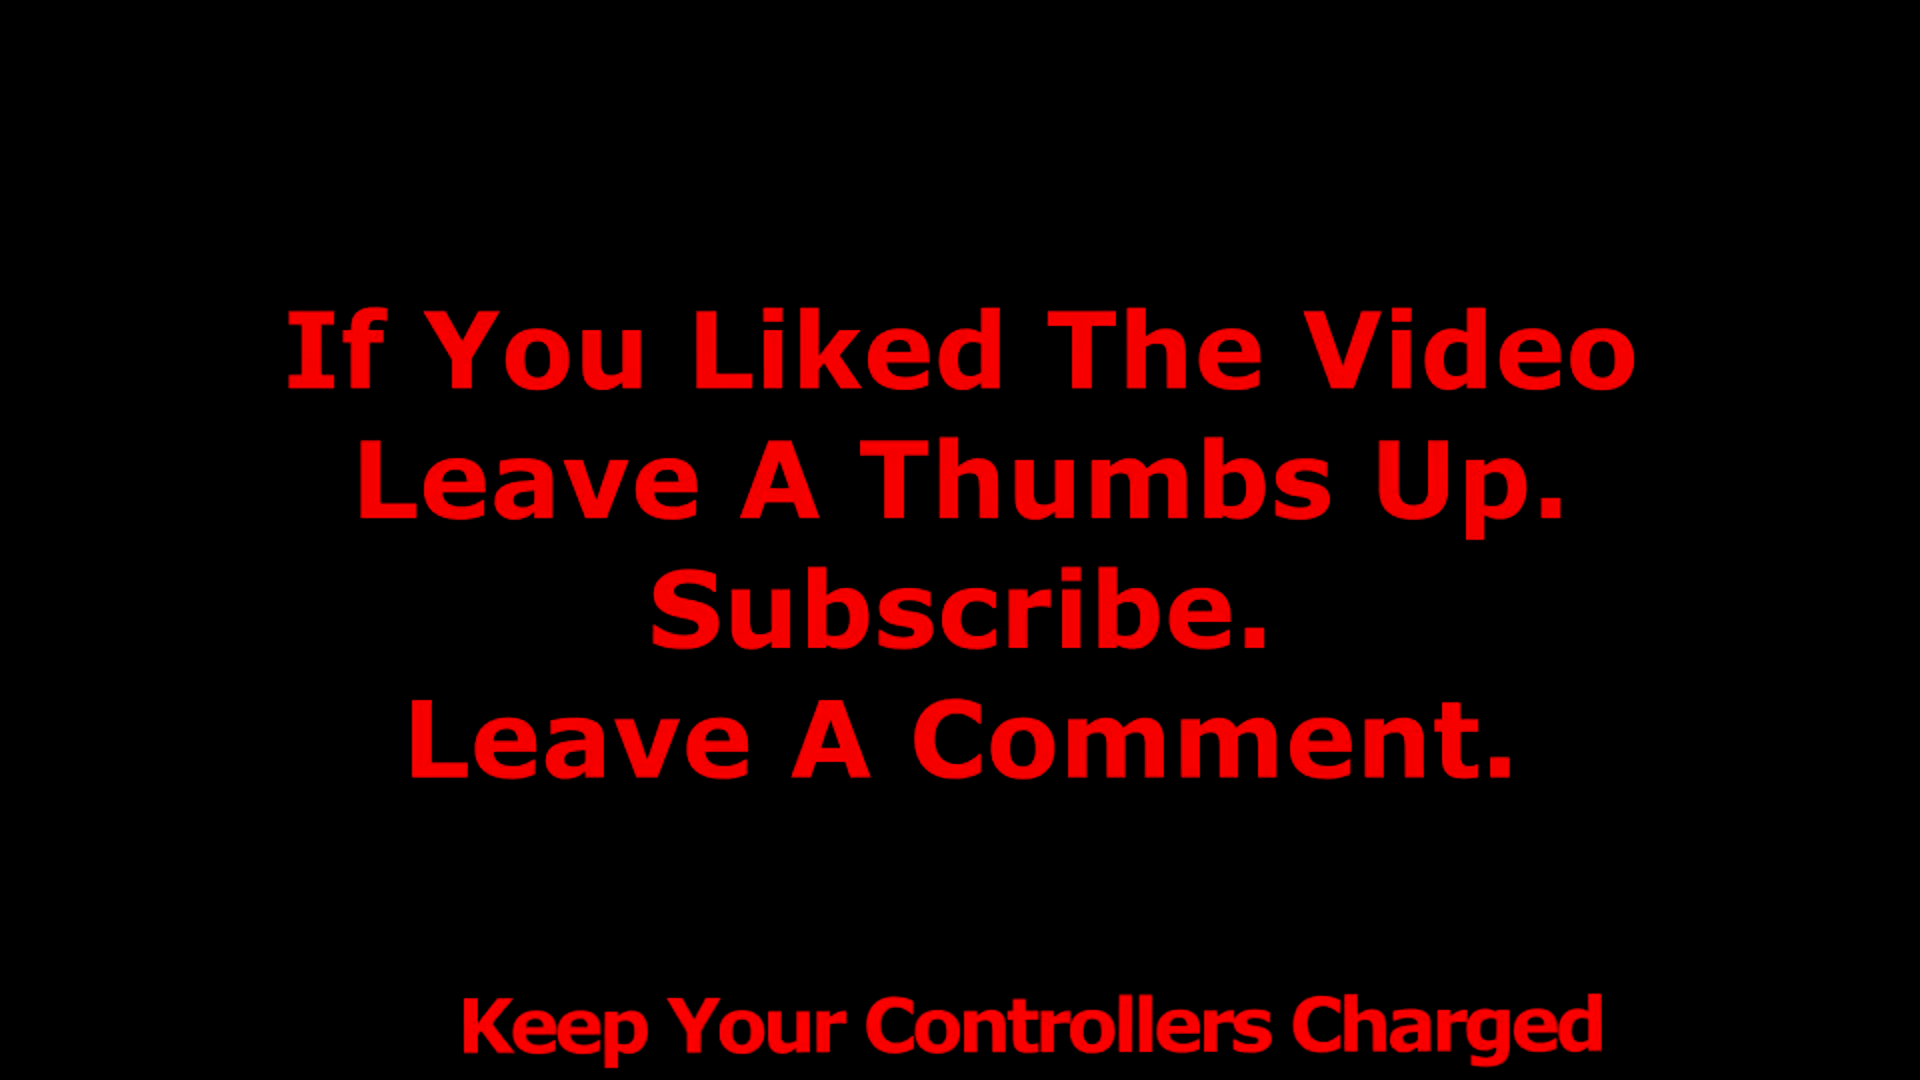 If You Liked The Video
Leave A Thumbs Up.
Subscribe.
Leave A Comment.
Keep Your Controllers Charged